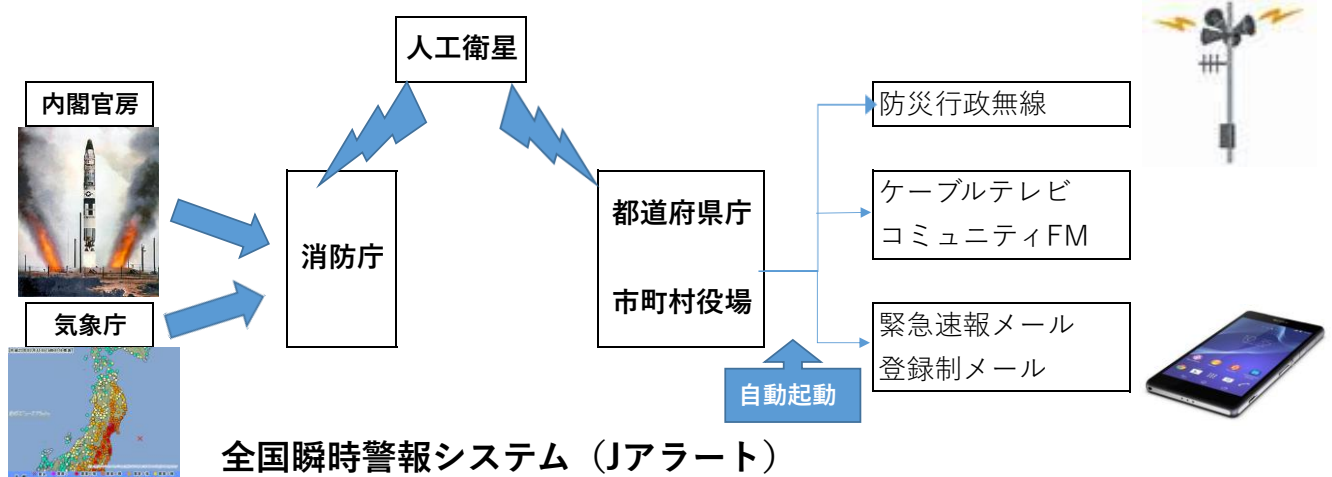 人工衛星
内閣官房
防災行政無線
ケーブルテレビ
コミュニティFM
都道府県庁
消防庁
市町村役場
気象庁
緊急速報メール
登録制メール
自動起動
全国瞬時警報システム（Jアラート）